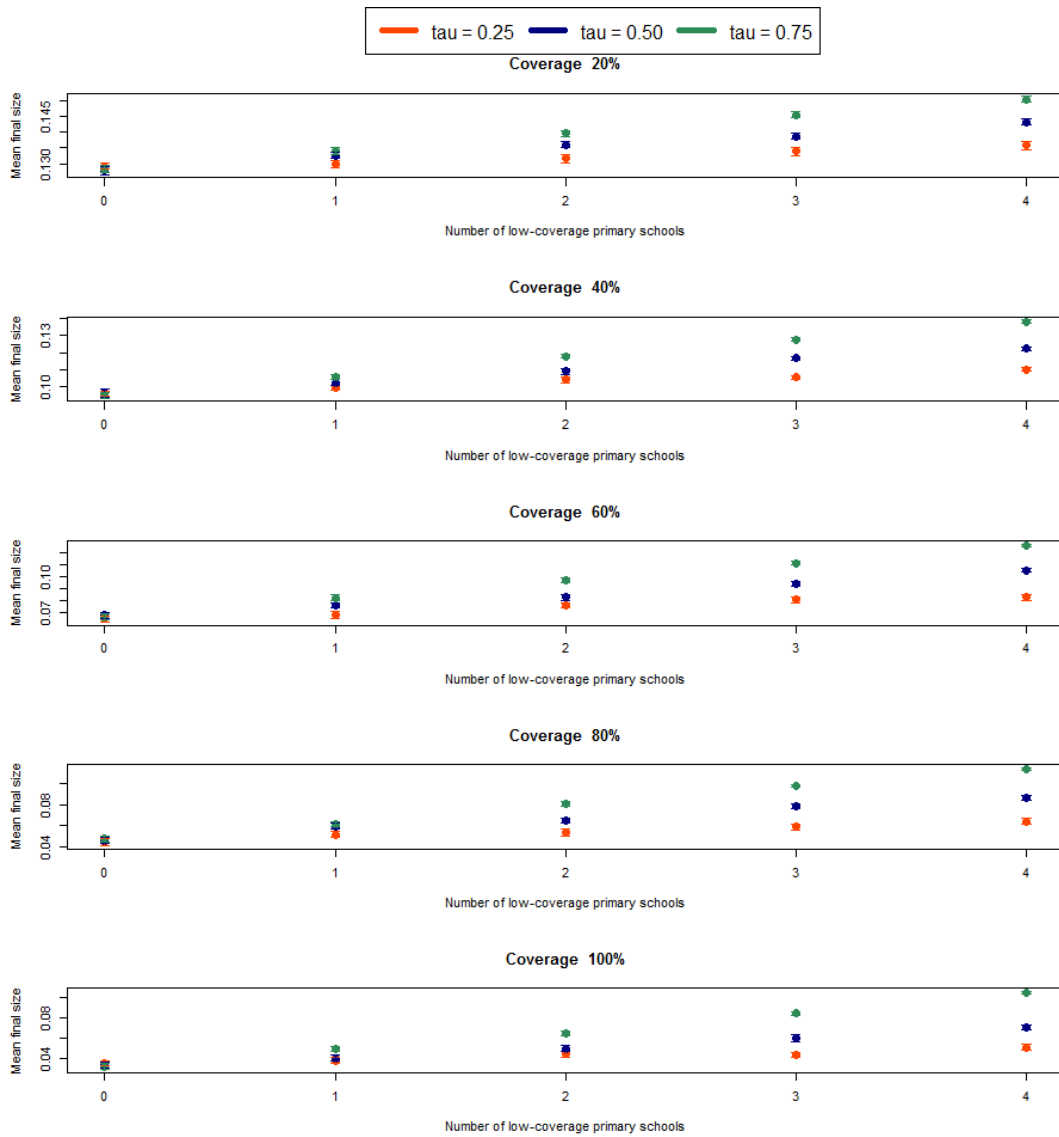 tau = 0.25 tau = 0.50 tau = 0.75
Coverage 20%
Mean final size
0.145
0.130
0 1 2 3 4
Number of low-coverage primary schools
Coverage 40%
Mean final size
0.13
0.10
0 1 2 3 4
Number of low-coverage primary schools
Coverage 60%
Mean final size
0.10
0.07
0 1 2 3 4
Number of low-coverage primary schools
Coverage 80%
Mean final size
0.08
0.04
0 1 2 3 4
Number of low-coverage primary schools
Coverage 100%
Mean final size
0.08
0.04
0 1 2 3 4
Number of low-coverage primary schools